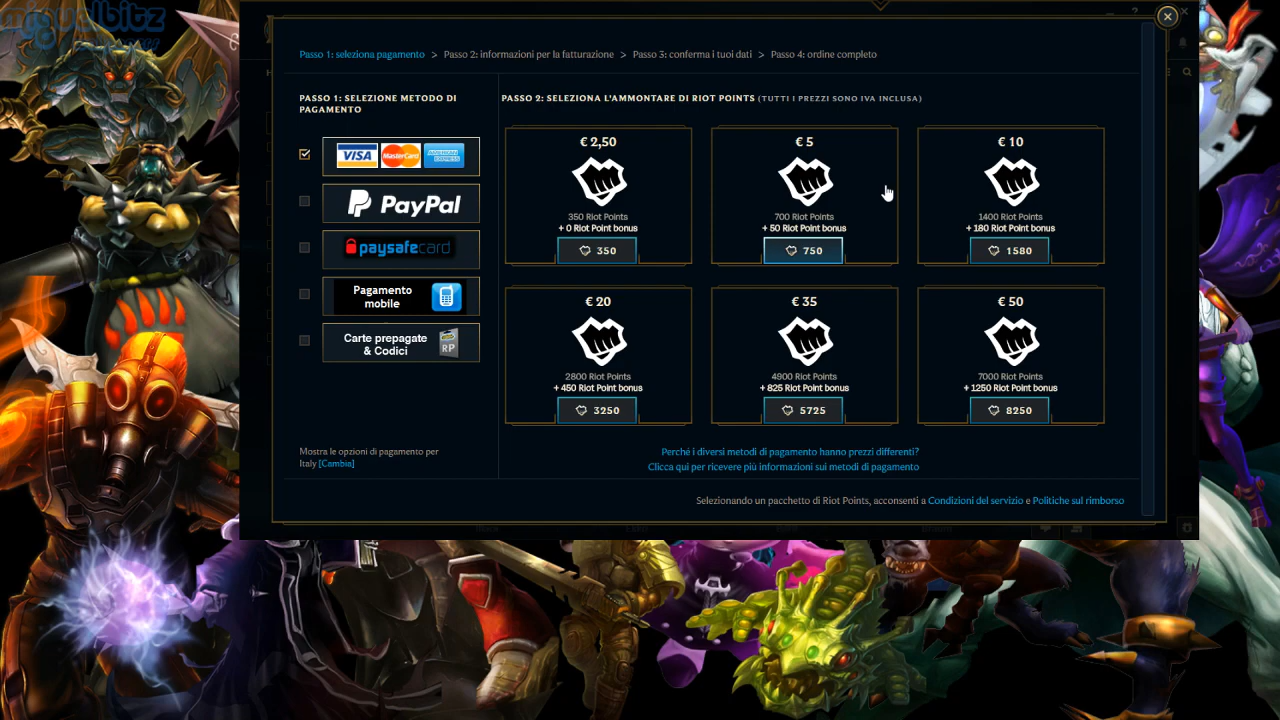 miguelbitz
Passo 1: seleziona pagamento > Passo 2: informazioni per la fatturazione > Passo 3: conferma i tuoi dati > Passo 4: ordine completo
PASSO 1: SELEZIONE METODO DI
PAGAMENTO
VISA MasterCard AMERICAN EXPRESS
PayPal
paysafecard
Pagamento
mobile
Carte prepagate
& Codici
RP
Mostra le opzioni di pagamento per
Italy [Cambia]
PASSO 2: SELEZIONA L'AMMONTARE DI RIOT POINTS (TUTTI I PREZZI SONO IVA INCLUSA)
€ 2,50
350 Riot Points
+ 0 Riot Point bonus
350
€ 5
700 Riot Points
+ 50 Riot Point bonus
750
€ 10
1400 Riot Points
+ 180 Riot Point bonus
1580
€ 20
2800 Riot Points
+ 450 Riot Point bonus
3250
€ 35
4900 Riot Points
+ 825 Riot Point bonus
5725
€ 50
7000 Riot Points
+ 1250 Riot Point bonus
8250
Perché i diversi metodi di pagamento hanno prezzi differenti?
Clicca qui per ricevere più informazioni sui metodi di pagamento
Selezionando un pacchetto di Riot Points, acconsenti a Condizioni del servizio e Politiche sul rimborso